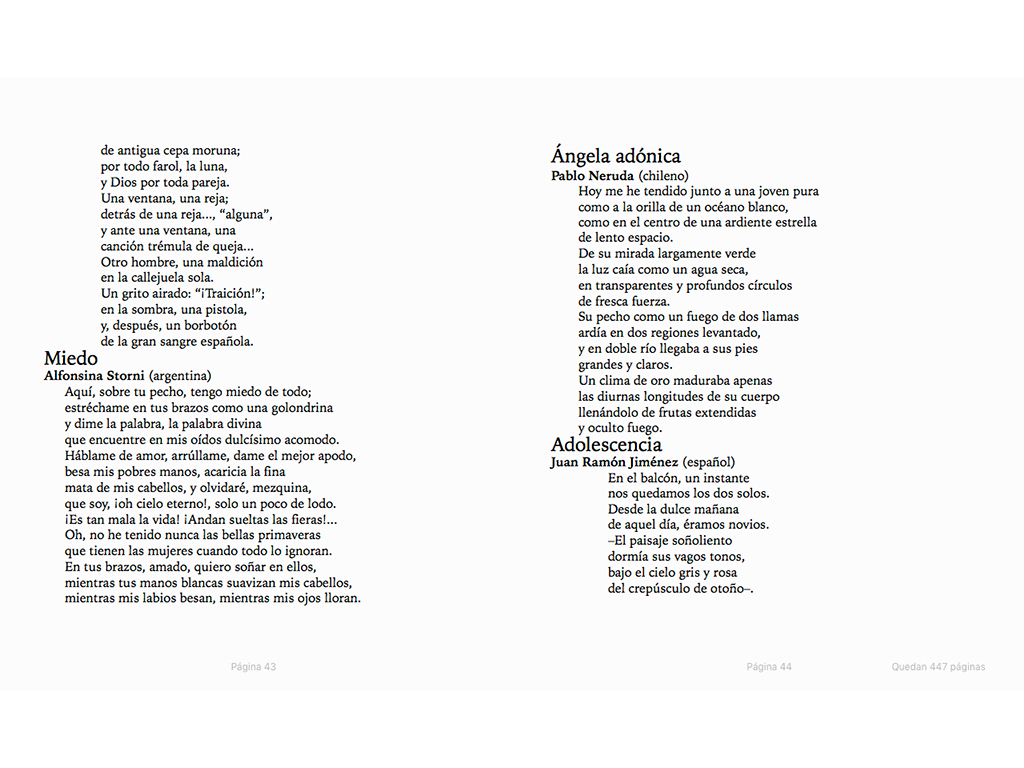 de antigua cepa moruna;
por todo farol, la luna,
y Dios por toda pareja.
Una ventana, una reja;
detrás de una reja..., “alguna”,
y ante una ventana, una
canción trémula de queja...
Otro hombre, una maldición
en la callejuela sola.
Un grito airado: “¡Traición!”;
en la sombra, una pistola,
y, después, un borbotón
de la gran sangre española.
Miedo
Alfonsina Storni (argentina)
Aquí, sobre tu pecho, tengo miedo de todo;
estréchame en tus brazos como una golondrina
y dime la palabra, la palabra divina
que encuentre en mis oídos dulcísimo acomodo.
Háblame de amor, arrúllame, dame el mejor apodo,
besa mis pobres manos, acaricia la fina
mata de mis cabellos, y olvidaré, mezquina,
que soy, ¡oh cielo eterno!, solo un poco de lodo.
¡Es tan mala la vida! ¡Andan sueltas las fieras!...
Oh, no he tenido nunca las bellas primaveras
que tienen las mujeres cuando todo lo ignoran.
En tus brazos, amado, quiero soñar en ellos,
mientras tus manos blancas suavizan mis cabellos,
mientras mis labios besan, mientras mis ojos lloran.
Página 43
Ángela adónica
Pablo Neruda (chileno)
Hoy me he tendido junto a una joven pura
como a la orilla de un océano blanco,
como en el centro de una ardiente estrella
de lento espacio.
De su mirada largamente verde
la luz caía como un agua seca,
en transparentes y profundos círculos
de fresca fuerza.
Su pecho como un fuego de dos llamas
ardía en dos regiones levantado,
y en doble río llegaba a sus pies
grandes y claros.
Un clima de oro maduraba apenas
las diurnas longitudes de su cuerpo
llenándolo de frutas extendidas
y oculto fuego.
Adolescencia
Juan Ramón Jiménez (español)
En el balcón, un instante
nos quedamos los dos solos.
Desde la dulce mañana
de aquel día, éramos novios.
–El paisaje soñoliento
dormía sus vagos tonos,
bajo el cielo gris y rosa
del crepúsculo de otoño–.
Página 44
Quedan 447 páginas